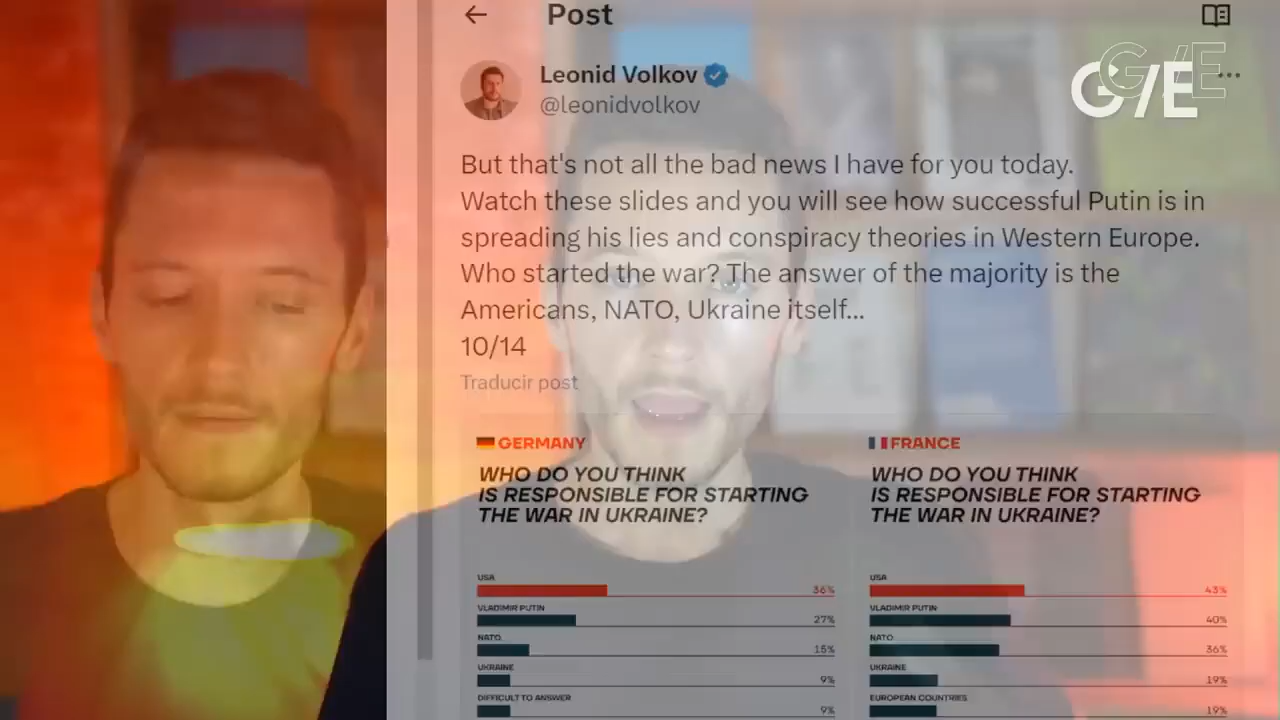 Post
G/E
Leonid Volkov
@leonidvolkov
But that's not all the bad news I have for you today.
Watch these slides and you will see how successful Putin is in
spreading his lies and conspiracy theories in Western Europe.
Who started the war? The answer of the majority is the
Americans, NATO, Ukraine itself...
10/14
Traducir post
GERMANY
WHO DO YOU THINK
IS RESPONSIBLE FOR STARTING
THE WAR IN UKRAINE?
USA
36%
VLADIMIR PUTIN
27%
NATO
15%
UKRAINE
9%
DIFFICULT TO ANSWER
9%
FRANCE
WHO DO YOU THINK
IS RESPONSIBLE FOR STARTING
THE WAR IN UKRAINE?
USA
43%
VLADIMIR PUTIN
40%
NATO
36%
UKRAINE
19%
EUROPEAN COUNTRIES
19%